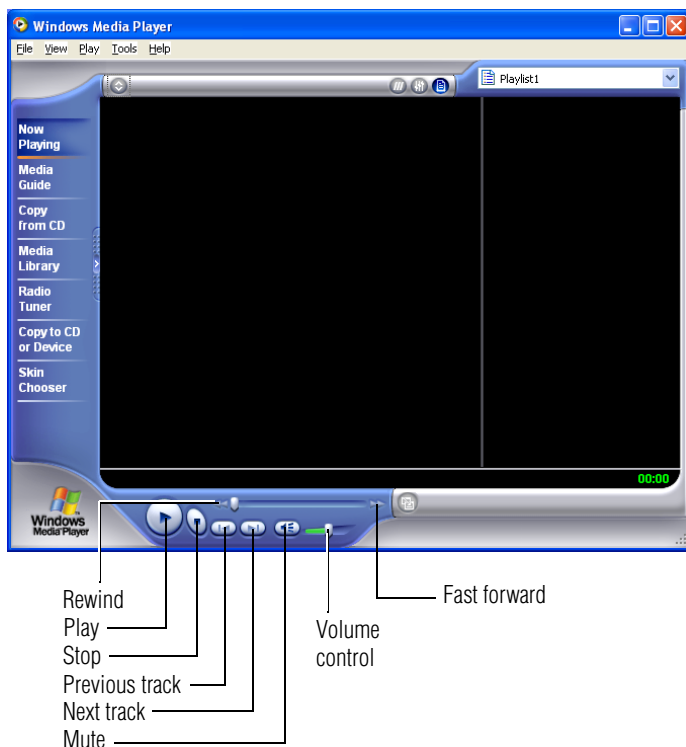 Windows Media Player
File View Play Tools Help
Playlist1
Now
Playing
Media
Guide
Copy
from CD
Media
Library
Radio
Tuner
Copy to CD
or Device
Skin
Chooser
00:00
Windows
Media Player
Rewind
Play
Stop
Previous track
Next track
Mute
Volume
control
Fast forward